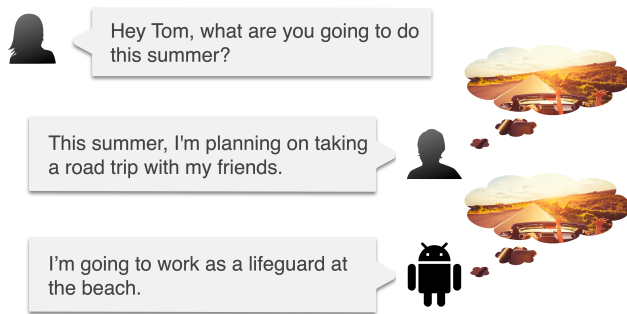 Hey Tom, what are you going to do
this summer?
This summer, I'm planning on taking
a road trip with my friends.
I’m going to work as a lifeguard at
the beach.